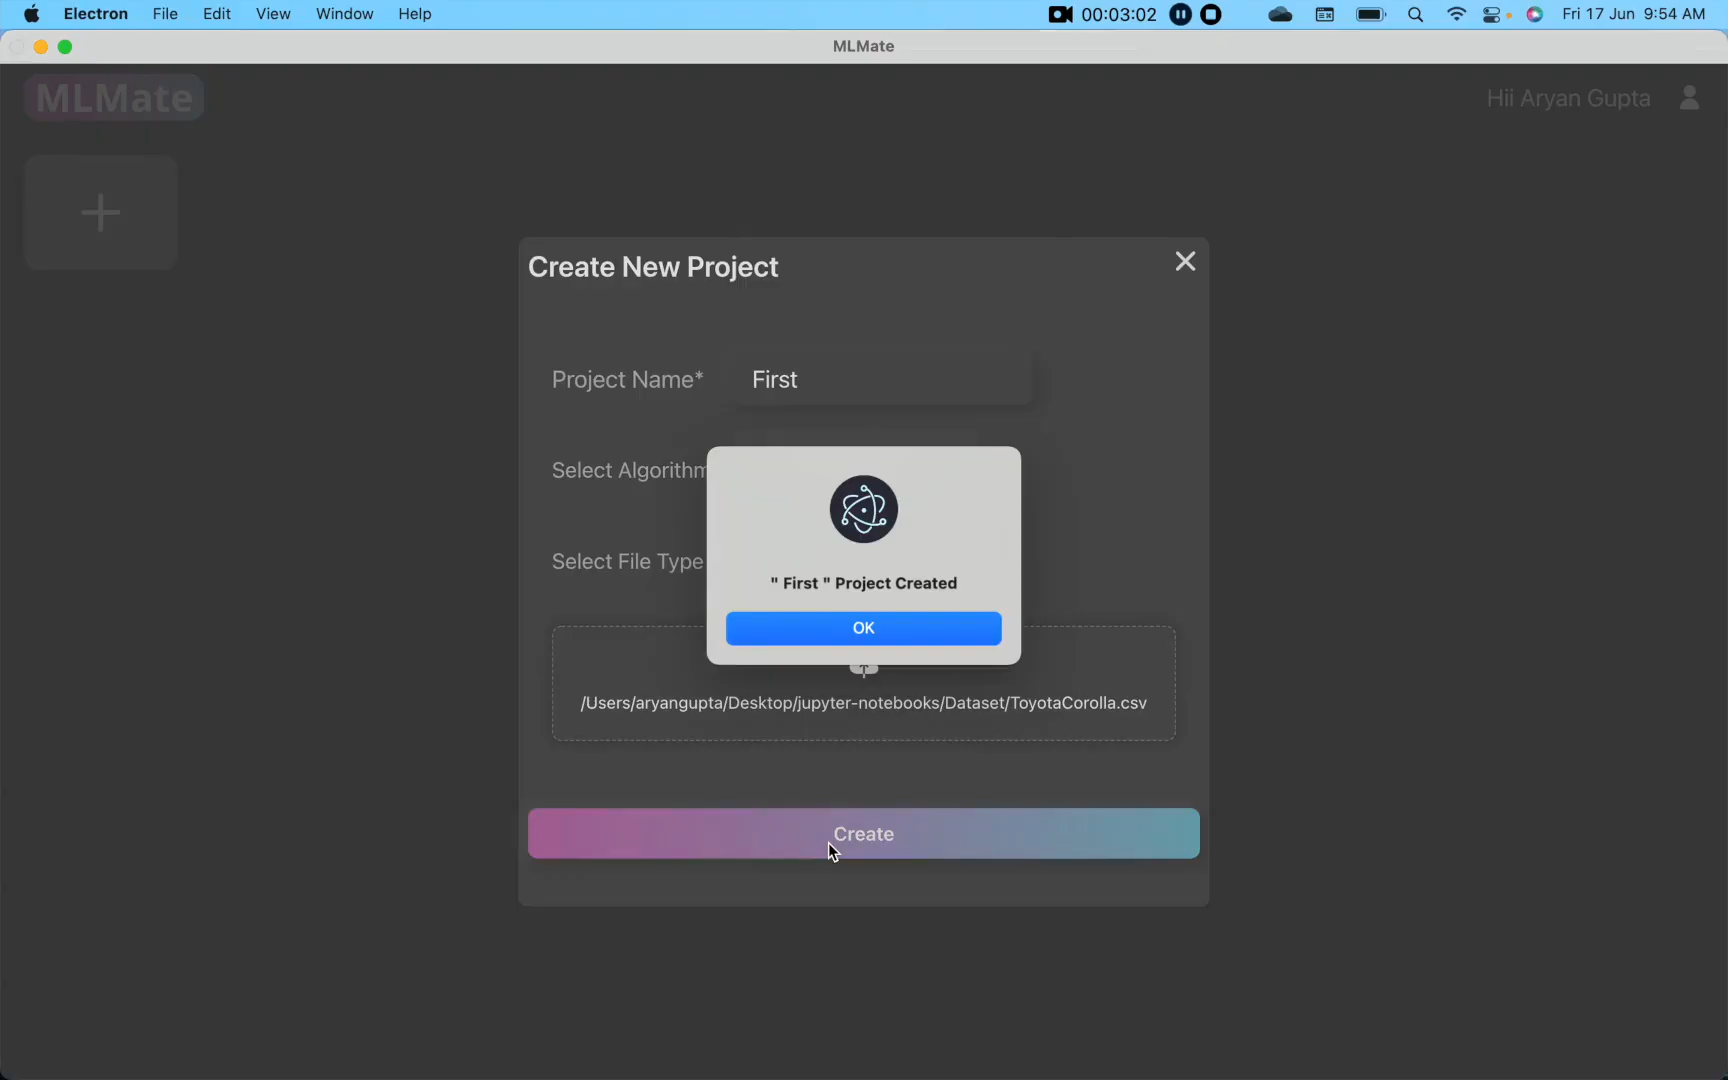 Electron File Edit View Window Help 00:03:02 Fri 17 Jun 9:54 AM
MLMate
MLMate Hii Aryan Gupta
Create New Project
Project Name* First
Select Algorithm
Select File Type
" First " Project Created
OK
/Users/aryangupta/Desktop/jupyter-notebooks/Dataset/ToyotaCorolla.csv
Create